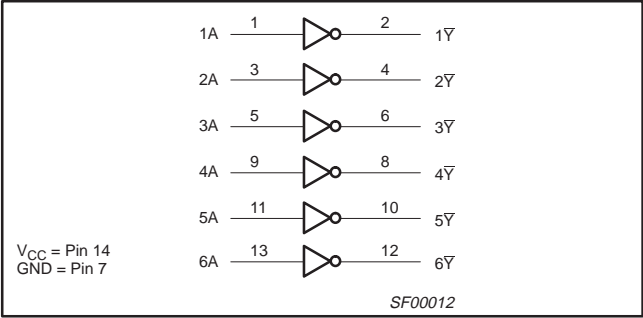 1A 1 2 1Y̅
2A 3 4 2Y̅
3A 5 6 3Y̅
4A 9 8 4Y̅
5A 11 10 5Y̅
6A 13 12 6Y̅
VCC = Pin 14
GND = Pin 7
SF00012